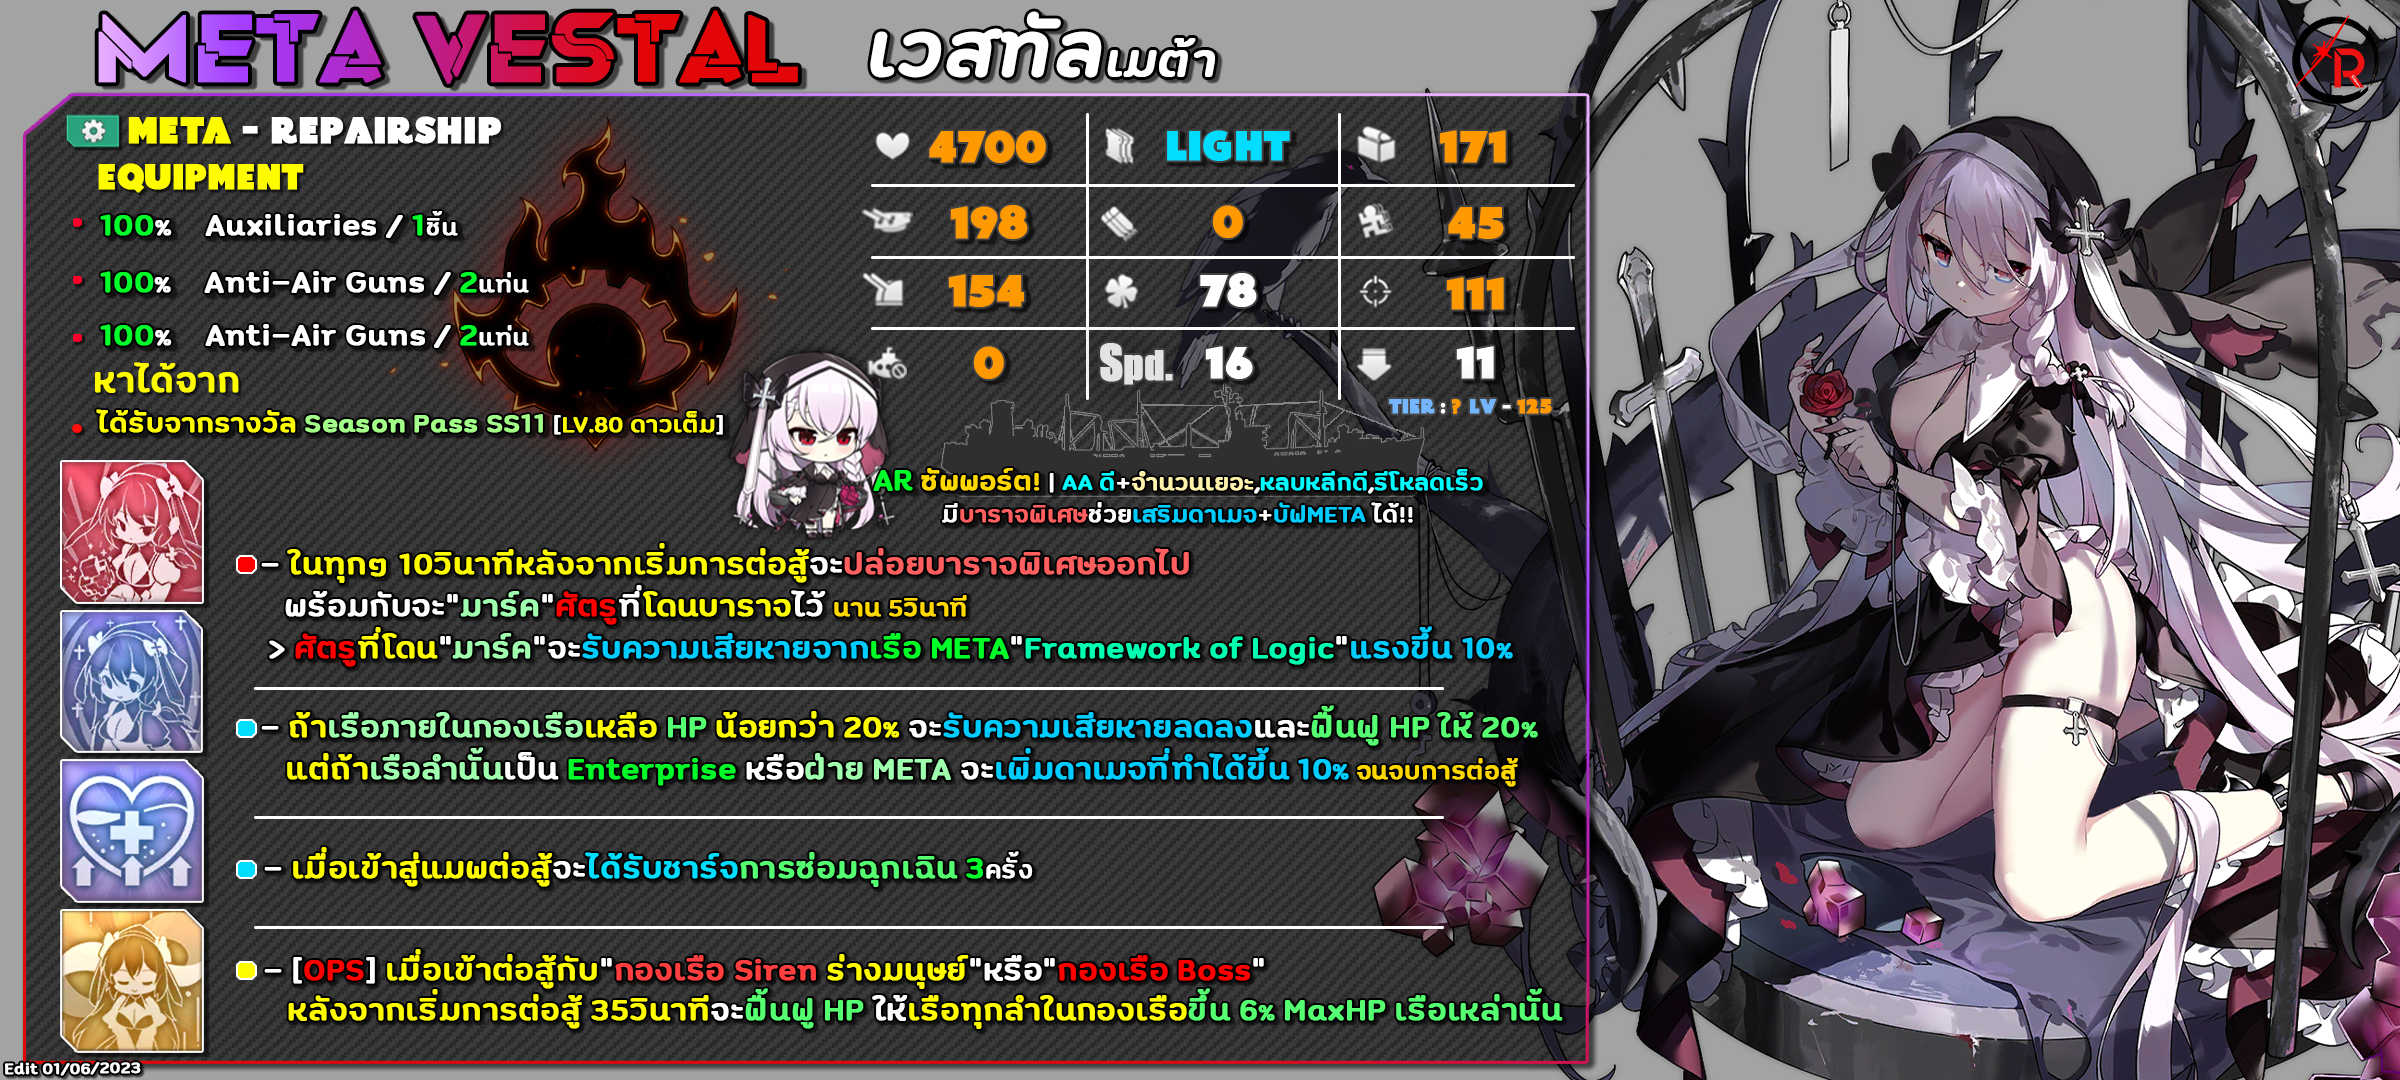 META VESTAL เวสทัลเมต้า
META - REPAIRSHIP
EQUIPMENT
100% Auxiliaries / 1ชิ้น
100% Anti-Air Guns / 2แท่น
100% Anti-Air Guns / 2แท่น
หาได้จาก
ได้รับจากรางวัล Season Pass SS11 [LV.80 ดาวเต็ม]
4700 LIGHT 171
198 0 45
154 78 111
0 Spd. 16 11
TIER : ? LV - 125
AR ซัพพอร์ต! | AA ดี+จำนวนเยอะ,หลบหลีกดี,รีโหลดเร็ว
มีบาราจพิเศษช่วยเสริมดาเมจ+บัฟMETA ได้!!
- ในทุกๆ 10วินาทีหลังจากเริ่มการต่อสู้จะปล่อยบาราจพิเศษออกไป
พร้อมกับจะ"มาร์ค"ศัตรูที่โดนบาราจไว้ นาน 5วินาที
> ศัตรูที่โดน"มาร์ค"จะรับความเสียหายจากเรือ META"Framework of Logic"แรงขึ้น 10%
- ถ้าเรือภายในกองเรือเหลือ HP น้อยกว่า 20% จะรับความเสียหายลดลงและฟื้นฟู HP ให้ 20%
แต่ถ้าเรือลำนั้นเป็น Enterprise หรือฝ่าย META จะเพิ่มดาเมจที่ทำได้ขึ้น 10% จนจบการต่อสู้
- เมื่อเข้าสู่แมพต่อสู้จะได้รับชาร์จการซ่อมฉุกเฉิน 3ครั้ง
- [OPS] เมื่อเข้าต่อสู้กับ"กองเรือ Siren ร่างมนุษย์"หรือ"กองเรือ Boss"
หลังจากเริ่มการต่อสู้ 35วินาทีจะฟื้นฟู HP ให้เรือทุกลำในกองเรือขึ้น 6% MaxHP เรือเหล่านั้น
Edit 01/06/2023
R